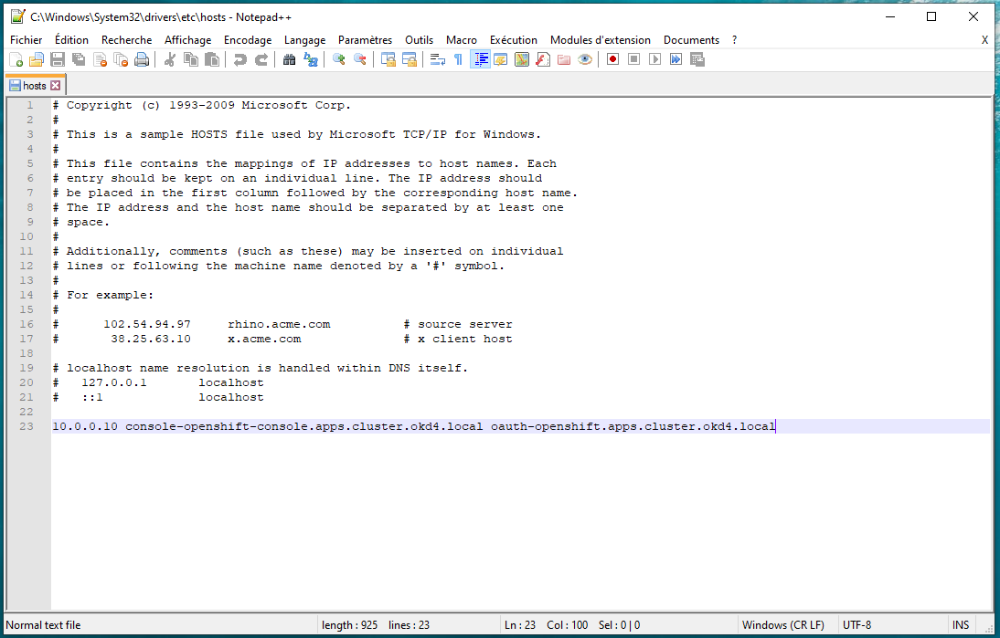 C:\Windows\System32\drivers\etc\hosts - Notepad++
Fichier Édition Recherche Affichage Encodage Langage Paramètres Outils Macro Exécution Modules d'extension Documents ? X
hosts
1 # Copyright (c) 1993-2009 Microsoft Corp.
2 #
3 # This is a sample HOSTS file used by Microsoft TCP/IP for Windows.
4 #
5 # This file contains the mappings of IP addresses to host names. Each
6 # entry should be kept on an individual line. The IP address should
7 # be placed in the first column followed by the corresponding host name.
8 # The IP address and the host name should be separated by at least one
9 # space.
10 #
11 # Additionally, comments (such as these) may be inserted on individual
12 # lines or following the machine name denoted by a '#' symbol.
13 #
14 # For example:
15 #
16 #      102.54.94.97     rhino.acme.com          # source server
17 #       38.25.63.10     x.acme.com              # x client host
18
19 # localhost name resolution is handled within DNS itself.
20 #   127.0.0.1       localhost
21 #   ::1             localhost
22
23 10.0.0.10 console-openshift-console.apps.cluster.okd4.local oauth-openshift.apps.cluster.okd4.local
Normal text file length : 925 lines : 23 Ln : 23 Col : 100 Sel : 0 | 0 Windows (CR LF) UTF-8 INS